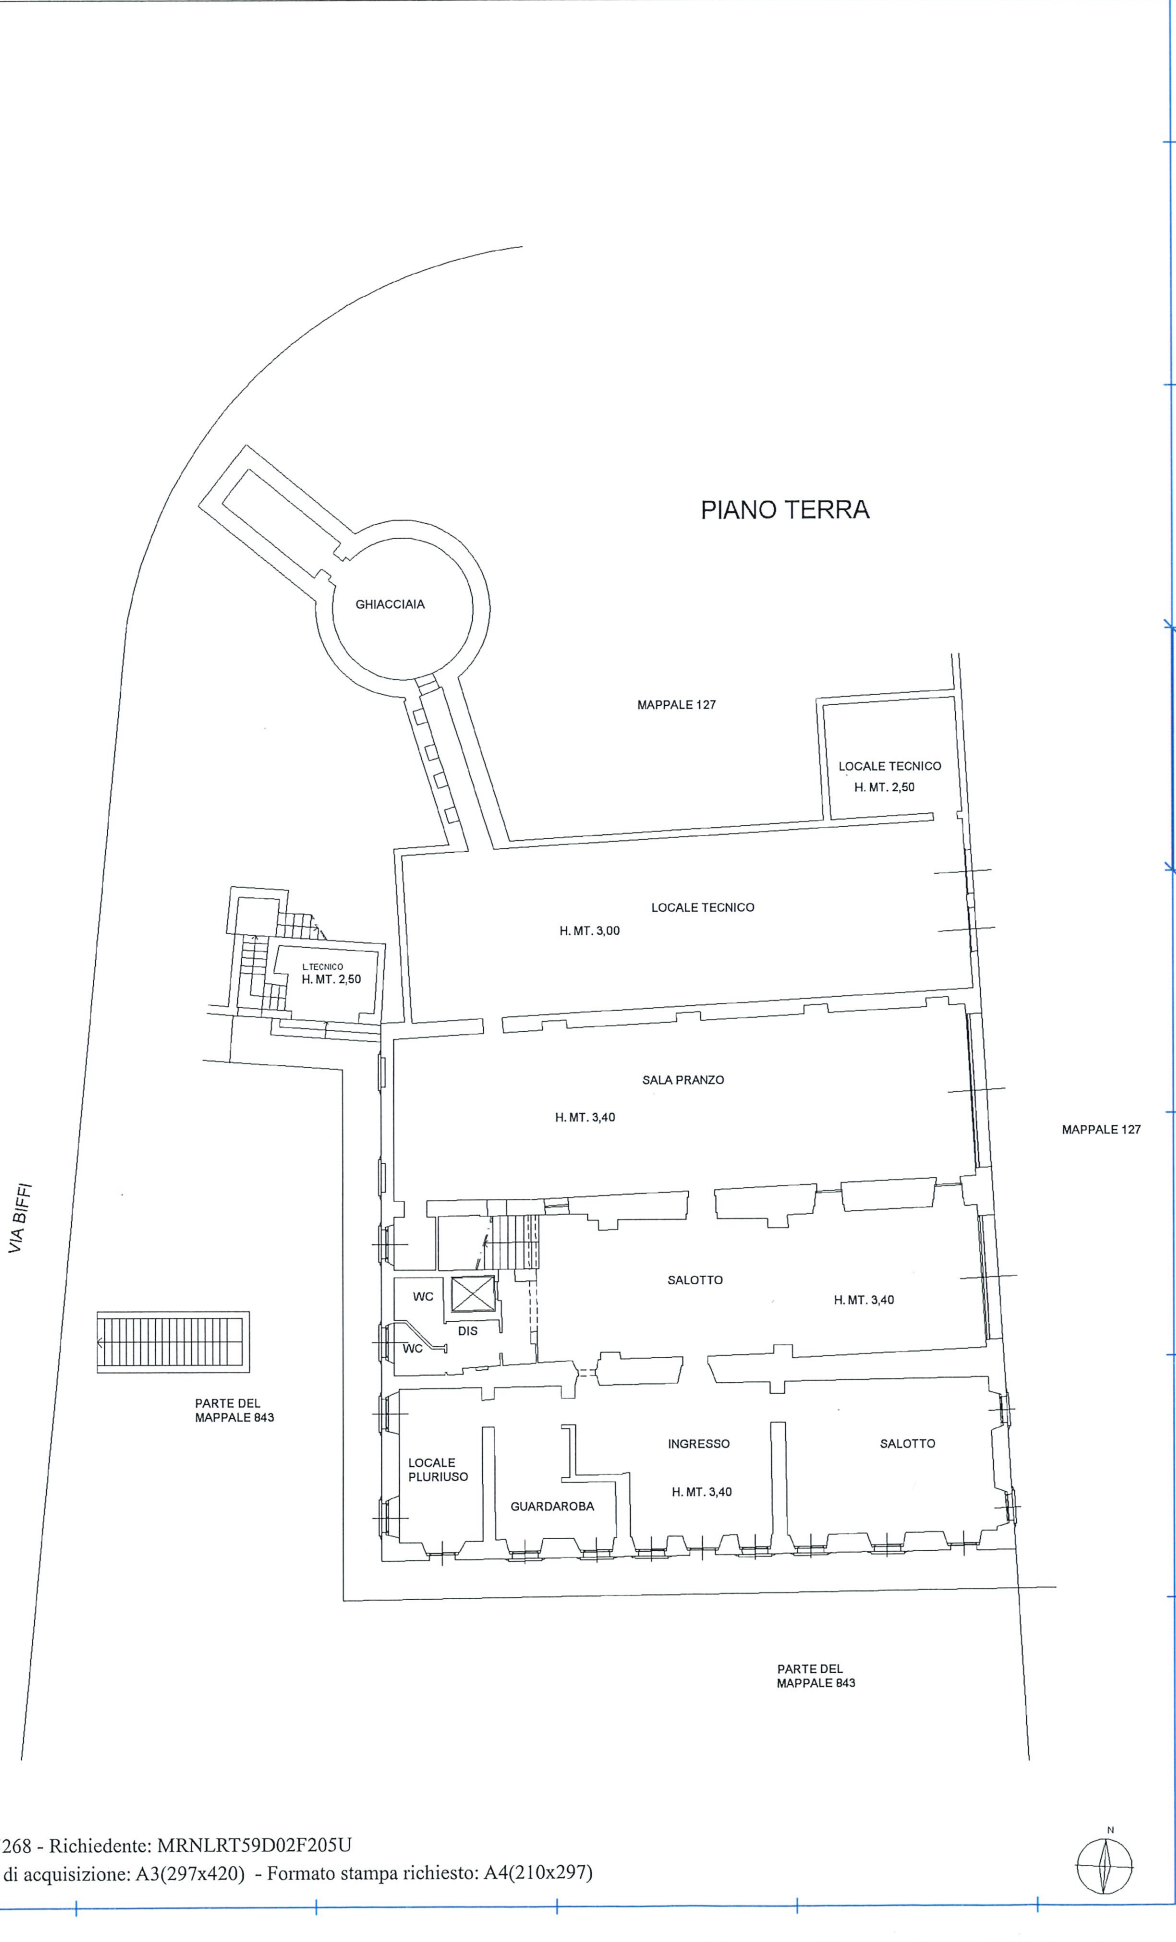 PIANO TERRA
GHIACCIAIA
MAPPALE 127
LOCALE TECNICO
H. MT. 2,50
LOCALE TECNICO
H. MT. 3,00
L.TECNICO
H. MT. 2,50
SALA PRANZO
H. MT. 3,40
MAPPALE 127
VIA BIFFI
SALOTTO
H. MT. 3,40
WC
DIS
WC
PARTE DEL
MAPPALE 843
LOCALE
PLURIUSO
GUARDAROBA
INGRESSO
H. MT. 3,40
SALOTTO
PARTE DEL
MAPPALE 843
N
268 - Richiedente: MRNLRT59D02F205U
di acquisizione: A3(297x420) - Formato stampa richiesto: A4(210x297)